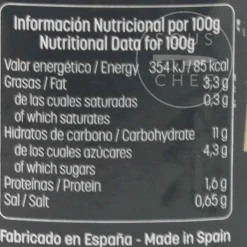 Información Nutricional por 100g
Nutritional Data for 100g
Valor energético / Energy 354 kJ / 85 kcal
Grasas / Fat 3,3 g
de las cuales saturadas 0,3 g
of which saturates
Hidratos de carbono / Carbohydrate 11 g
de los cuales azúcares 4,3 g
of which sugars
Proteínas / Protein 1,6 g
Sal / Salt 0,65 g
Fabricado en España - Made in Spain